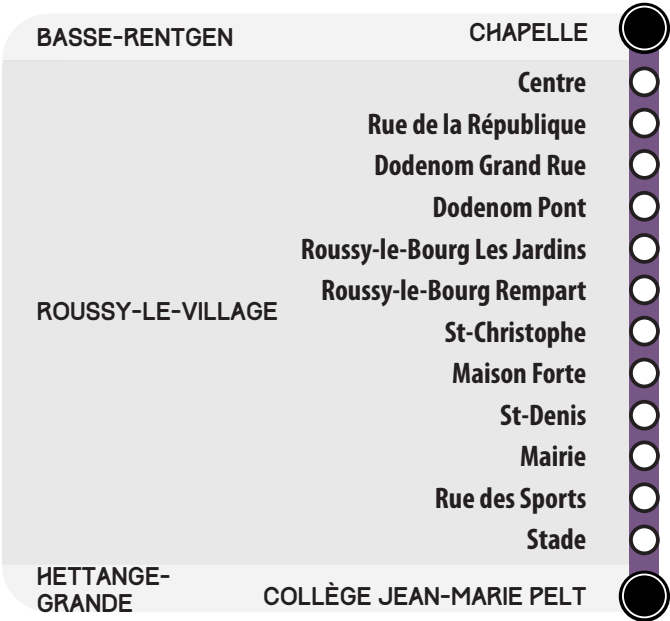 BASSE-RENTGEN CHAPELLE
Centre
Rue de la République
Dodenom Grand Rue
Dodenom Pont
Roussy-le-Bourg Les Jardins
Roussy-le-Bourg Rempart
ROUSSY-LE-VILLAGE
St-Christophe
Maison Forte
St-Denis
Mairie
Rue des Sports
Stade
HETTANGE-
GRANDE COLLÈGE JEAN-MARIE PELT